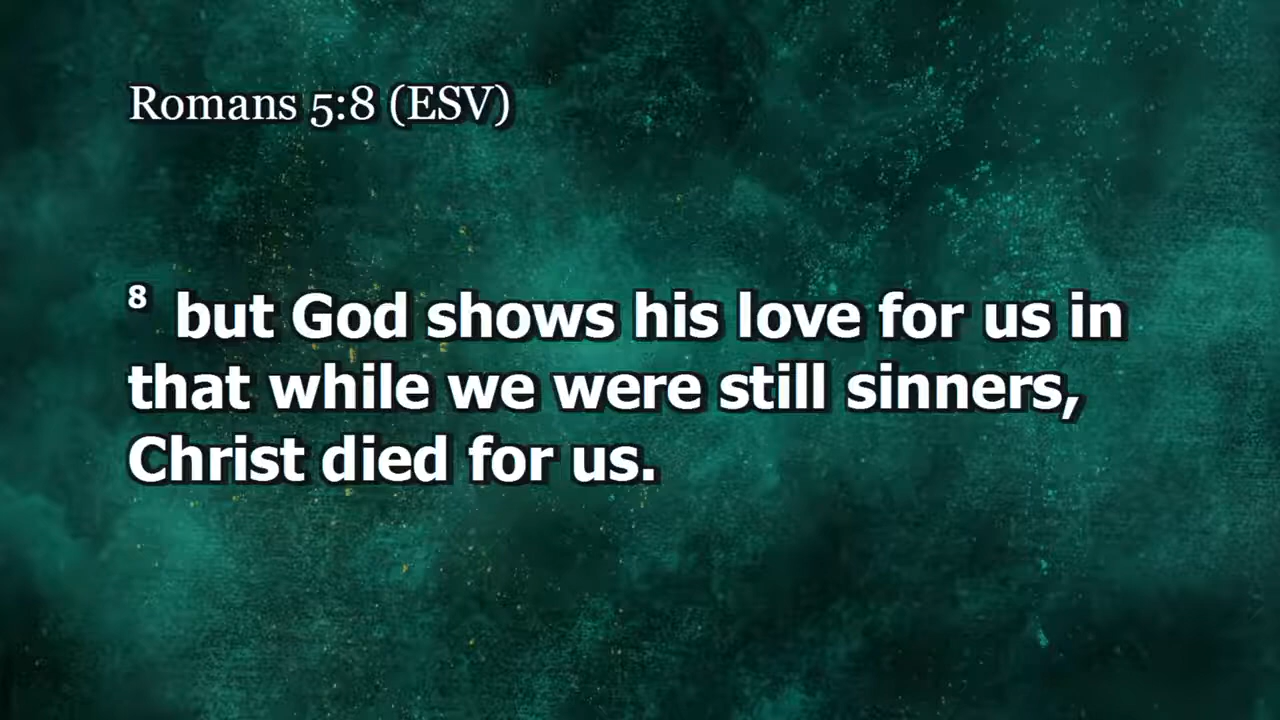 Romans 5:8 (ESV)
8 but God shows his love for us in
that while we were still sinners,
Christ died for us.